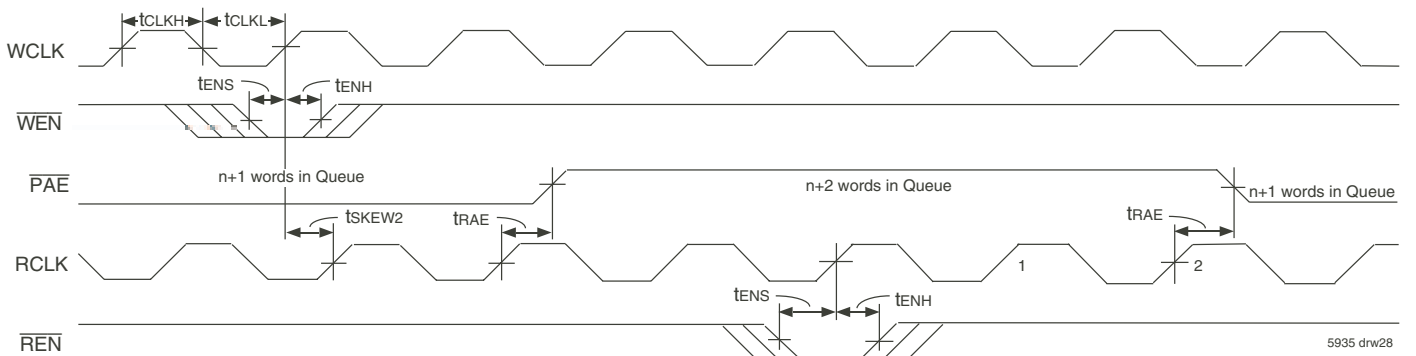 tCLKH tCLKL
WCLK
tENS tENH
WEN
n+1 words in Queue
PAE
n+2 words in Queue
n+1 words in Queue
tSKEW2
tRAE
tRAE
RCLK
1
2
tENS tENH
REN
5935 drw28